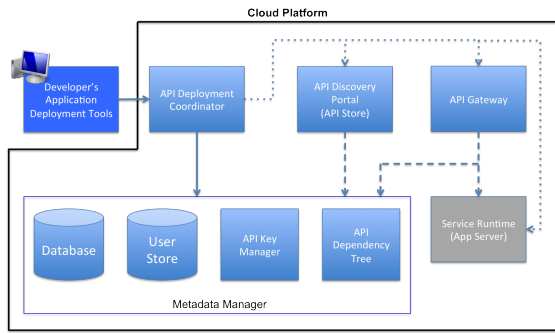 Cloud Platform
Developer's
Application
Deployment Tools
API Deployment
Coordinator
API Discovery
Portal
(API Store)
API Gateway
Database
User
Store
API Key
Manager
API
Dependency
Tree
Service Runtime
(App Server)
Metadata Manager